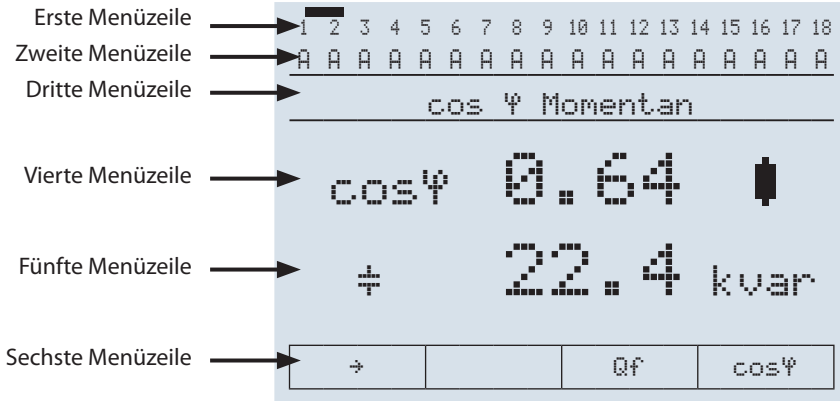 Erste Menüzeile 1 2 3 4 5 6 7 8 9 10 11 12 13 14 15 16 17 18
Zweite Menüzeile A A A A A A A A A A A A A A A A A A
Dritte Menüzeile cos φ Momentan
Vierte Menüzeile cosφ 0.64
Fünfte Menüzeile 22.4 kvar
Sechste Menüzeile → Qf cosφ